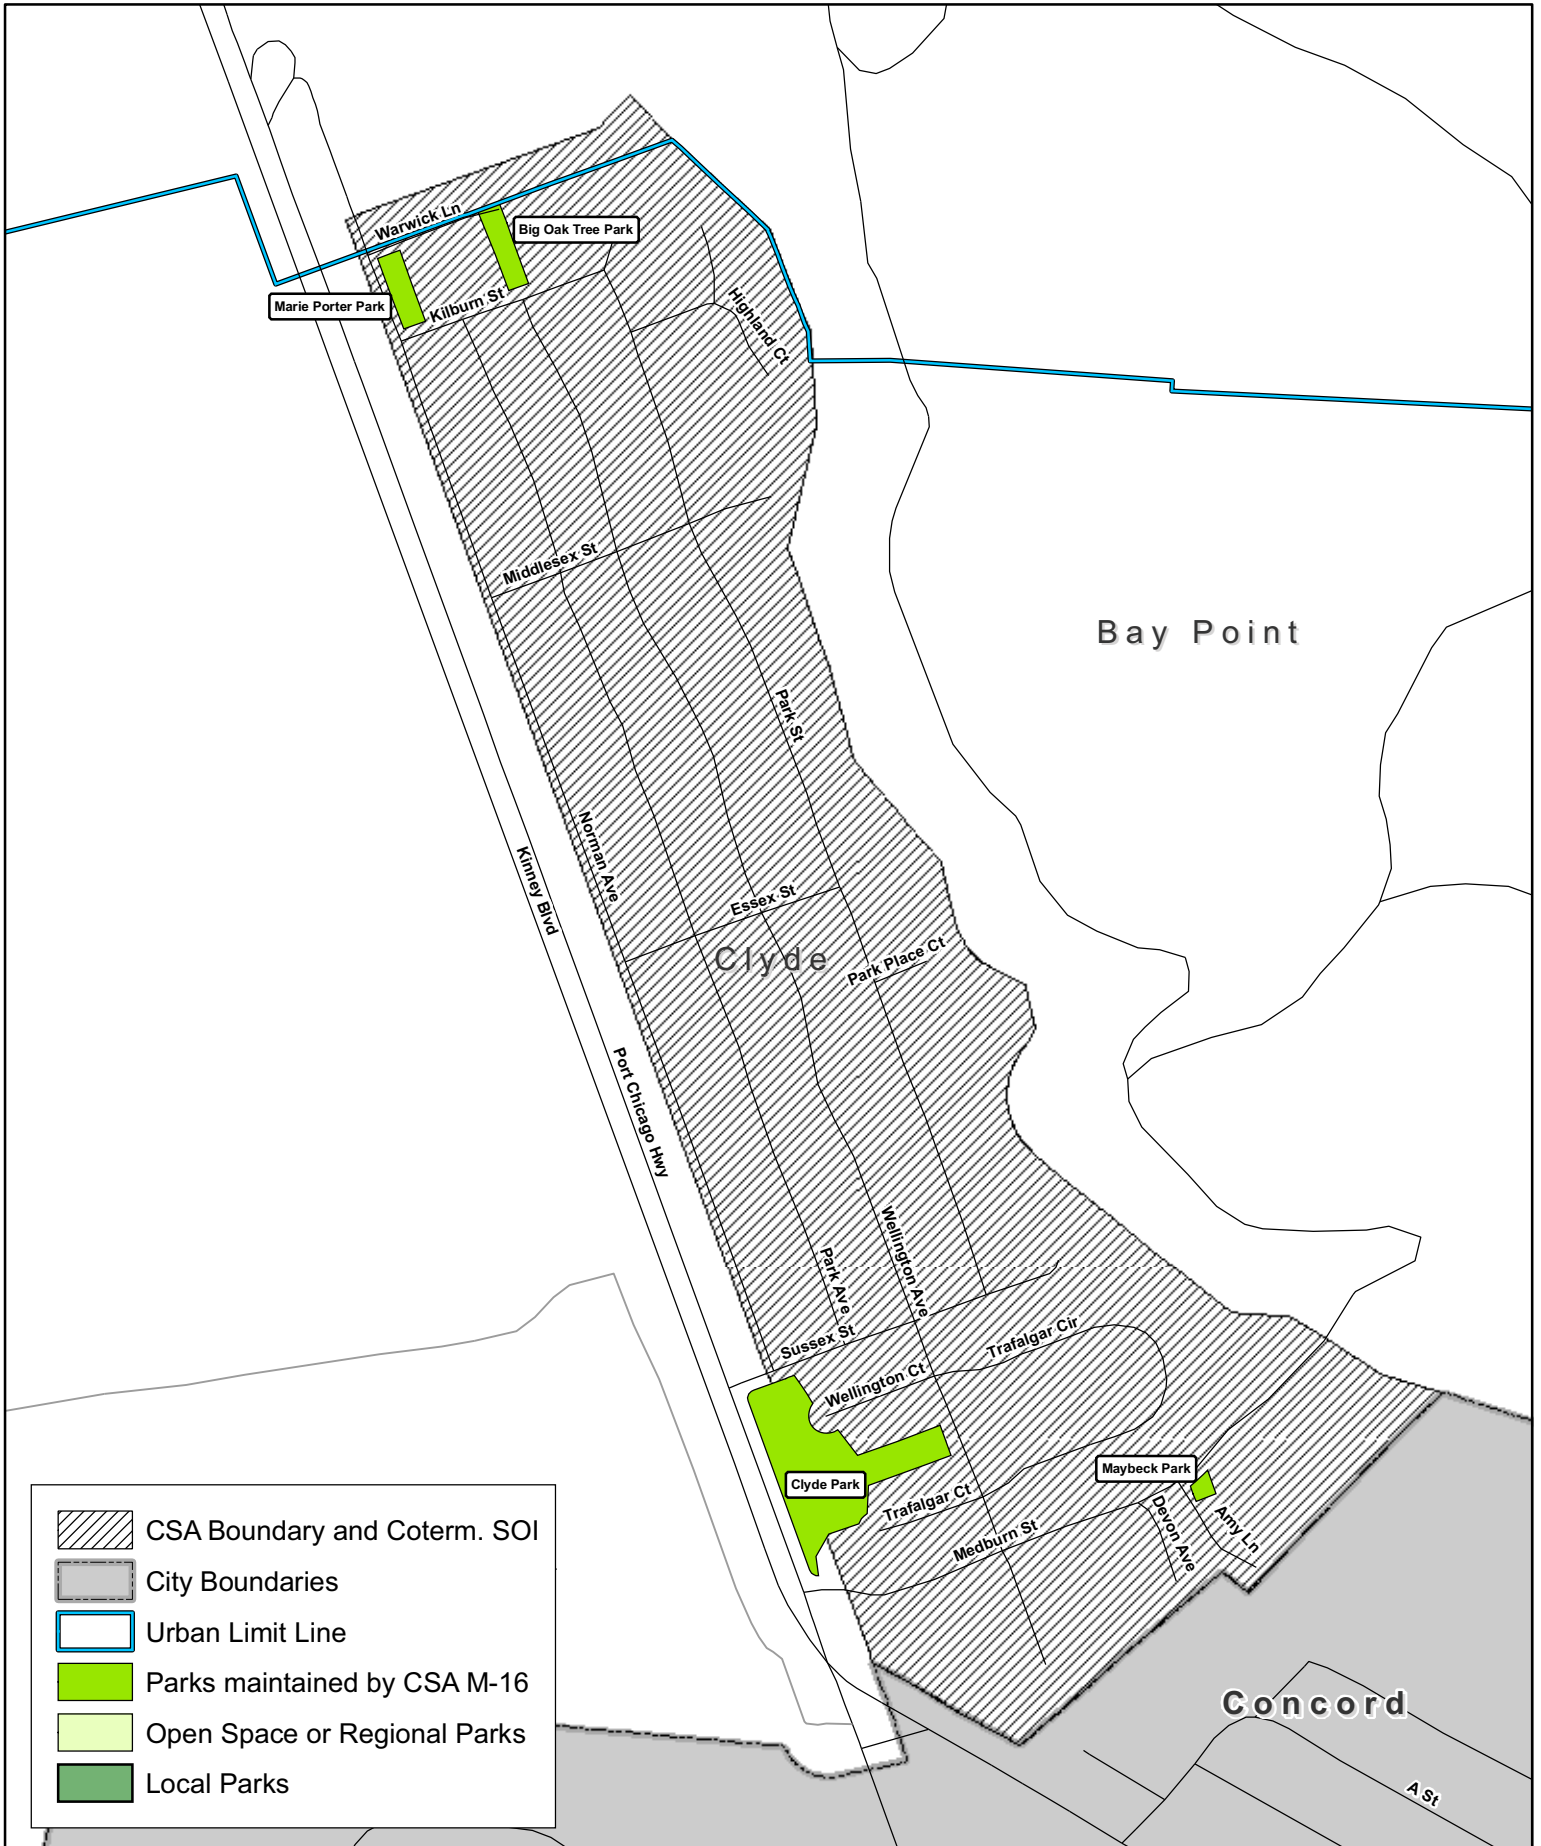 Warwick Ln
Big Oak Tree Park
Marie Porter Park
Kilburn St
Highland Ct
Middlesex St
Bay Point
Park St
Norman Ave
Kinney Blvd
Essex St
Clyde
Park Place Ct
Port Chicago Hwy
Wellington Ave
Park Ave
Sussex St
Trafalgar Cir
Wellington Ct
Maybeck Park
Clyde Park
Trafalgar Ct
Devon Ave
Amy Ln
Medburn St
Concord
A St
CSA Boundary and Coterm. SOI
City Boundaries
Urban Limit Line
Parks maintained by CSA M-16
Open Space or Regional Parks
Local Parks